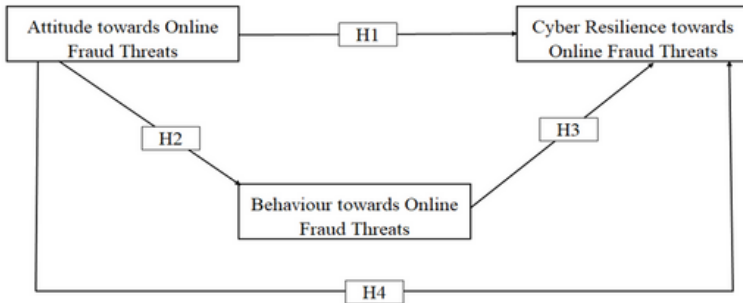 Attitude towards Online
Fraud Threats
H1
Cyber Resilience towards
Online Fraud Threats
H2
H3
Behaviour towards Online
Fraud Threats
H4